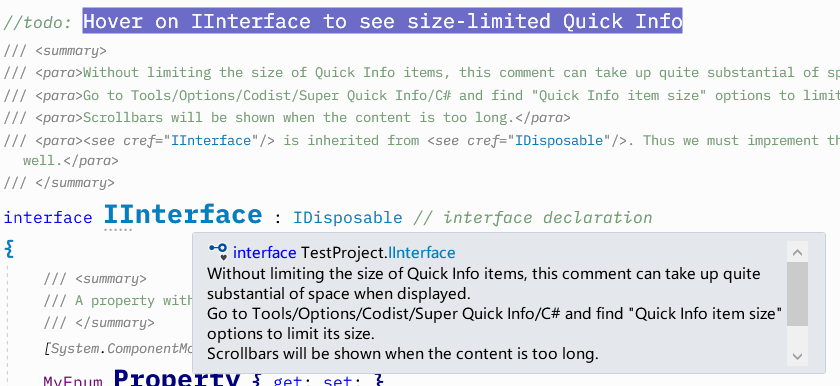 //todo: Hover on IInterface to see size-limited Quick Info
/// <summary>
/// <para>Without limiting the size of Quick Info items, this comment can take up quite substantial of sp
/// <para>Go to Tools/Options/Codist/Super Quick Info/C# and find "Quick Info item size" options to limit
/// <para>Scrollbars will be shown when the content is too long.</para>
/// <para><see cref="IInterface"/> is inherited from <see cref="IDisposable"/>. Thus we must imprement th
well.</para>
/// </summary>
interface IInterface : IDisposable // interface declaration
{
interface TestProject.IInterface
Without limiting the size of Quick Info items, this comment can take up quite
substantial of space when displayed.
Go to Tools/Options/Codist/Super Quick Info/C# and find "Quick Info item size"
options to limit its size.
Scrollbars will be shown when the content is too long.
/// <summary>
/// A property with
/// </summary>
[System.ComponentMo
MyEnum Property { get; set; }